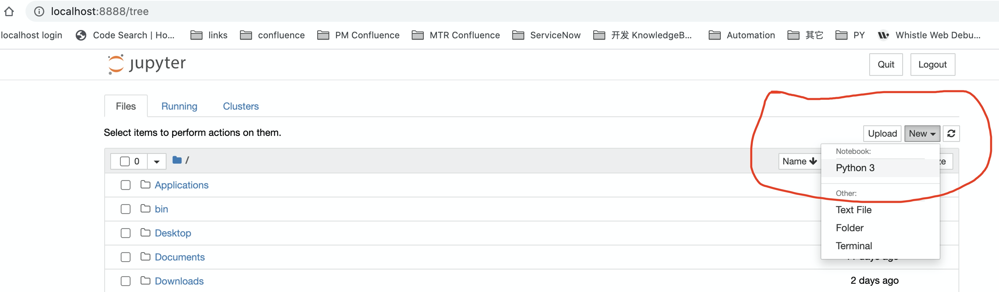 localhost:8888/tree
localhost login Code Search | Ho... links confluence PM Confluence MTR Confluence ServiceNow 开发 KnowledgeB... Automation 其它 PY Whistle Web Debu...
jupyter Quit Logout
Files Running Clusters
Select items to perform actions on them. Upload New
Notebook:
0 / Name
Python 3
Applications
Other:
bin
Text File
Folder
Desktop
Terminal
Documents
Downloads 2 days ago